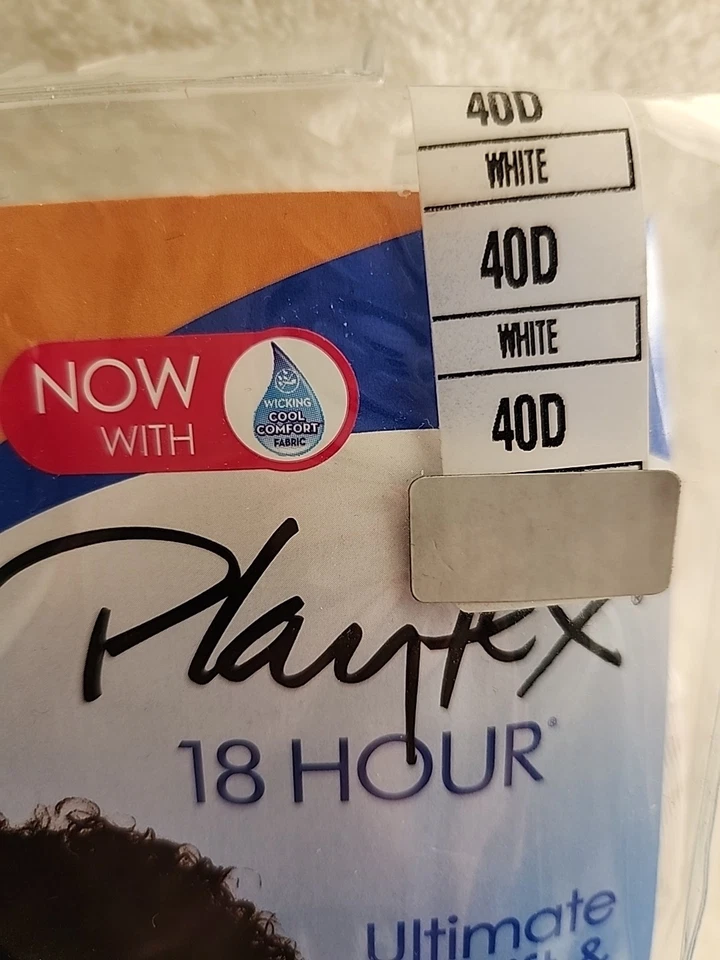 40D
WHITE
40D
WHITE
40D
NOW
WITH
WICKING
COOL
COMFORT
FABRIC
Playtex
18 HOUR®
Ultimate
&